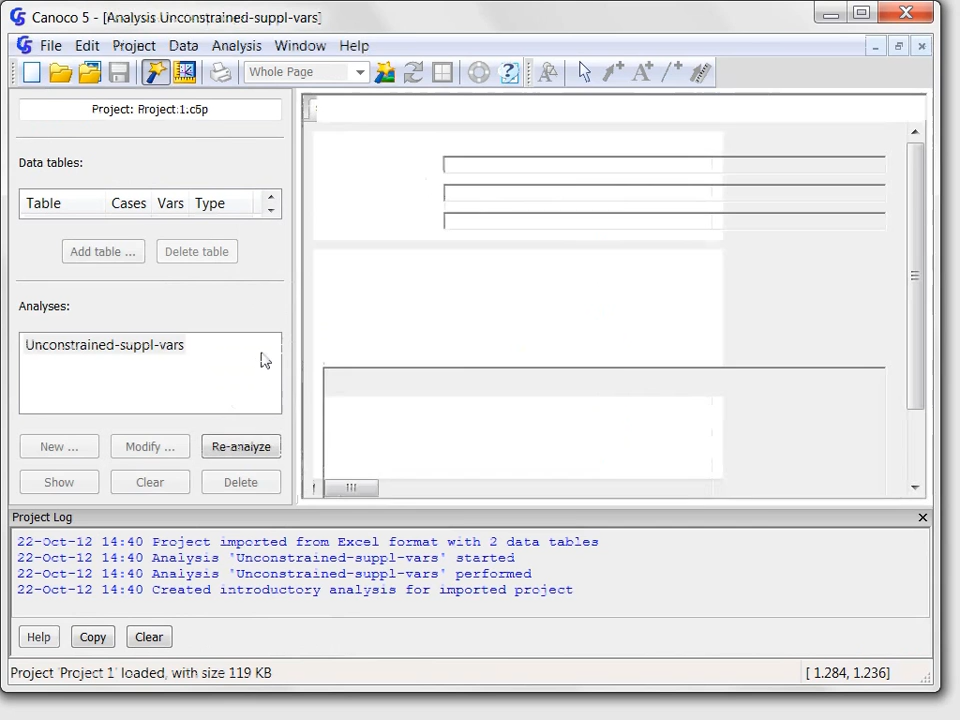 Canoco 5 - [Analysis Unconstrained-suppl-vars]
File Edit Project Data Analysis Window Help
Whole Page
Project: Project 1.c5p
Data tables:
Table Cases Vars Type
Add table ... Delete table
Analyses:
Unconstrained-suppl-vars
New ... Modify ... Re-analyze
Show Clear Delete
Project Log
22-Oct-12 14:40 Project imported from Excel format with 2 data tables
22-Oct-12 14:40 Analysis 'Unconstrained-suppl-vars' started
22-Oct-12 14:40 Analysis 'Unconstrained-suppl-vars' performed
22-Oct-12 14:40 Created introductory analysis for imported project
Help Copy Clear
Project 'Project 1' loaded, with size 119 KB [ 1.284, 1.236]